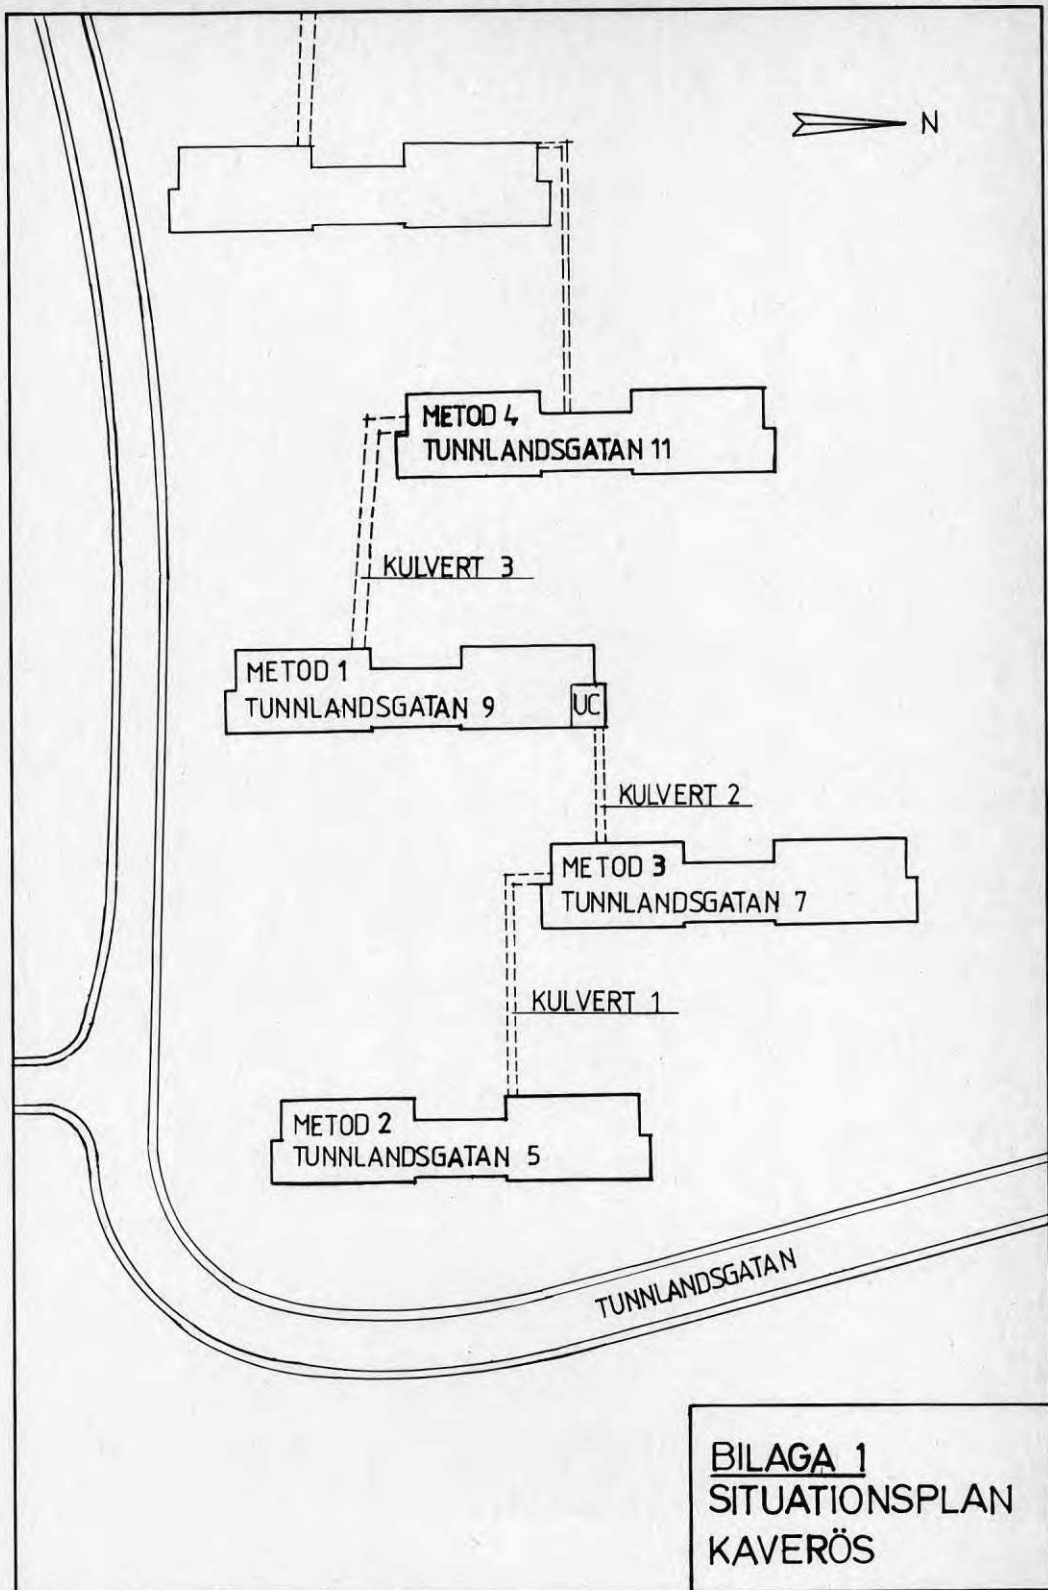 N
METOD 4
TUNNLANDSGATAN 11
KULVERT 3
METOD 1
TUNNLANDSGATAN 9
UC
KULVERT 2
METOD 3
TUNNLANDSGATAN 7
KULVERT 1
METOD 2
TUNNLANDSGATAN 5
TUNNLANDSGATAN
BILAGA 1
SITUATIONSPLAN
KAVERÖS